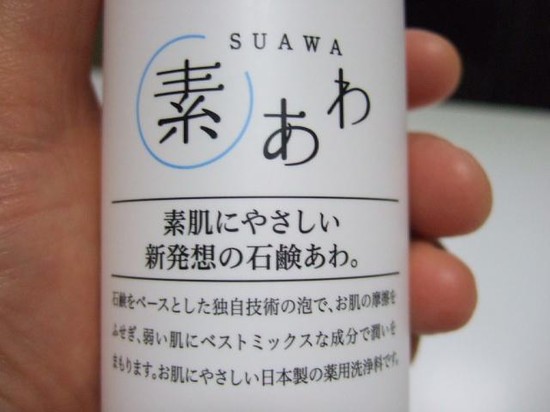 SUAWA
素あわ
素肌にやさしい
新発想の石鹸あわ。
石鹸をベースとした独自技術の泡で、お肌の摩擦を
ふせぎ、弱い肌にベストミックスな成分で潤いを
まもります。お肌にやさしい日本製の薬用洗浄料です。